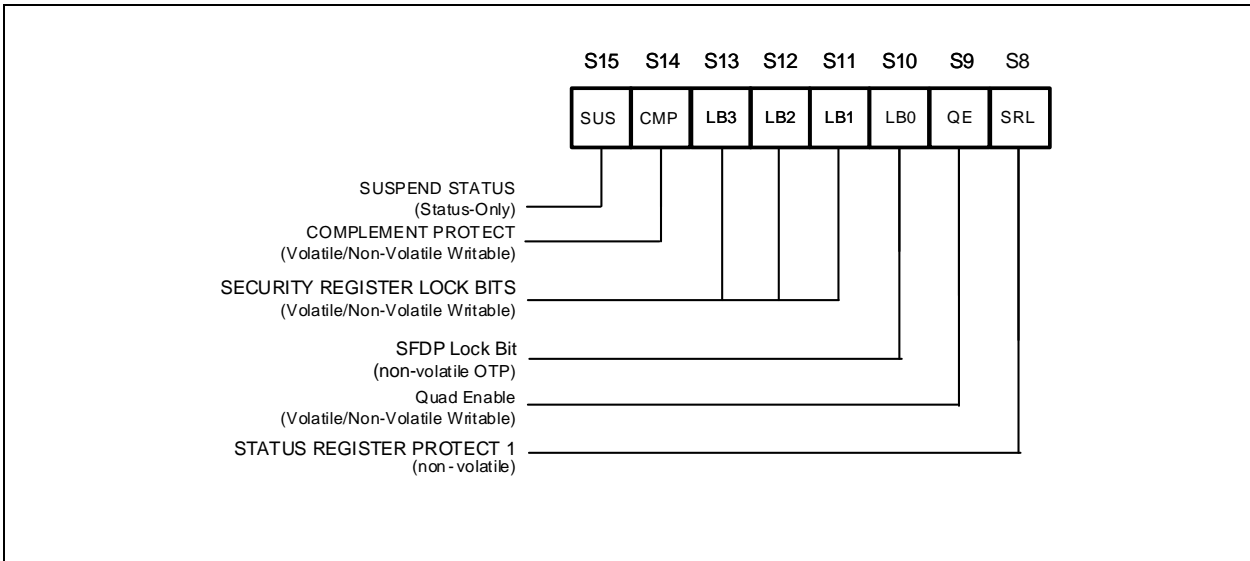 S15 S14 S13 S12 S11 S10 S9 S8
SUS CMP LB3 LB2 LB1 LB0 QE SRL
SUSPEND STATUS
(Status-Only)
COMPLEMENT PROTECT
(Volatile/Non-Volatile Writable)
SECURITY REGISTER LOCK BITS
(Volatile/Non-Volatile Writable)
SFDP Lock Bit
(non-volatile OTP)
Quad Enable
(Volatile/Non-Volatile Writable)
STATUS REGISTER PROTECT 1
(non-volatile)